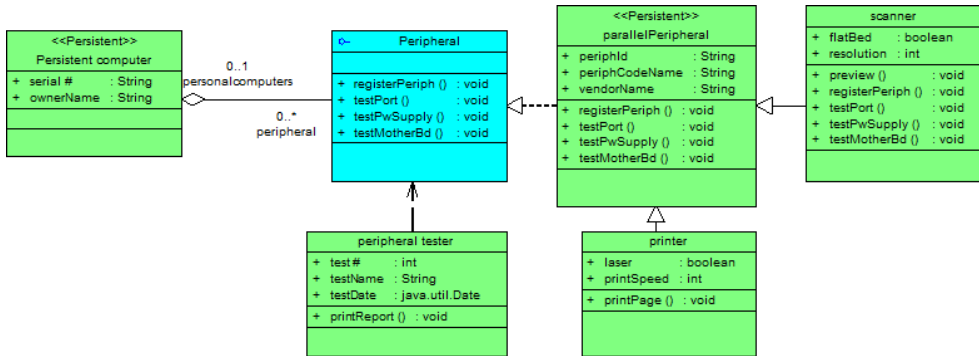 <<Persistent>>
Persistent computer
+ serial # : String
+ ownerName : String
0..1
personalcomputers
0..*
peripheral
Peripheral
+ registerPeriph () : void
+ testPort () : void
+ testPwSupply () : void
+ testMotherBd () : void
<<Persistent>>
parallelPeripheral
+ periphId : String
+ periphCodeName : String
+ vendorName : String
+ registerPeriph () : void
+ testPort () : void
+ testPwSupply () : void
+ testMotherBd () : void
scanner
+ flatBed : boolean
+ resolution : int
+ preview () : void
+ registerPeriph () : void
+ testPort () : void
+ testPwSupply () : void
+ testMotherBd () : void
peripheral tester
+ test# : int
+ testName : String
+ testDate : java.util.Date
+ printReport () : void
printer
+ laser : boolean
+ printSpeed : int
+ printPage () : void